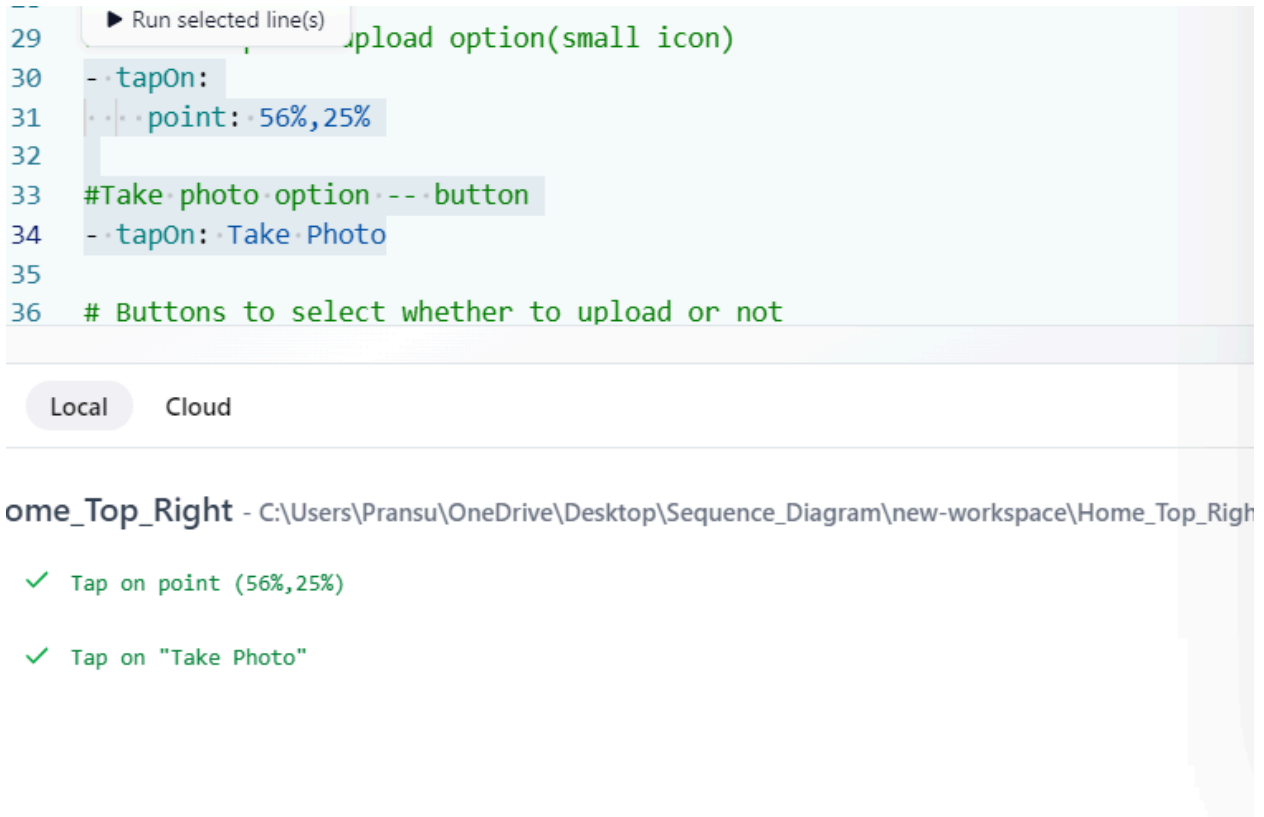 ▶ Run selected line(s)
29 upload option(small icon)
30 - tapOn:
31 point: 56%,25%
32
33 #Take photo option -- button
34 - tapOn: Take Photo
35
36 # Buttons to select whether to upload or not
Local Cloud
ome_Top_Right - C:\Users\Pransu\OneDrive\Desktop\Sequence_Diagram\new-workspace\Home_Top_Righ
✓ Tap on point (56%,25%)
✓ Tap on "Take Photo"